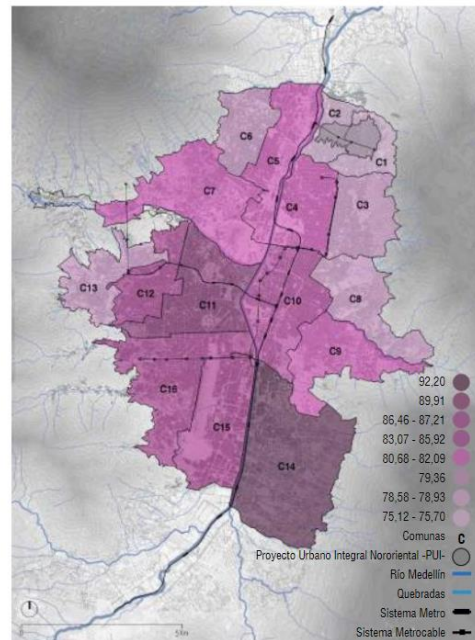 C2
C6
C1
C5
C7
C4
C3
C13
C12
C11
C10
C8
C9
C16
C15
C14
92,20
89,91
86,46 - 87,21
83,07 - 85,92
80,68 - 82,09
79,36
78,58 - 78,93
75,12 - 75,70
Comunas C
Proyecto Urbano Integral Nororiental -PUI-
Río Medellín
Quebradas
Sistema Metro
Sistema Metrocable
5km